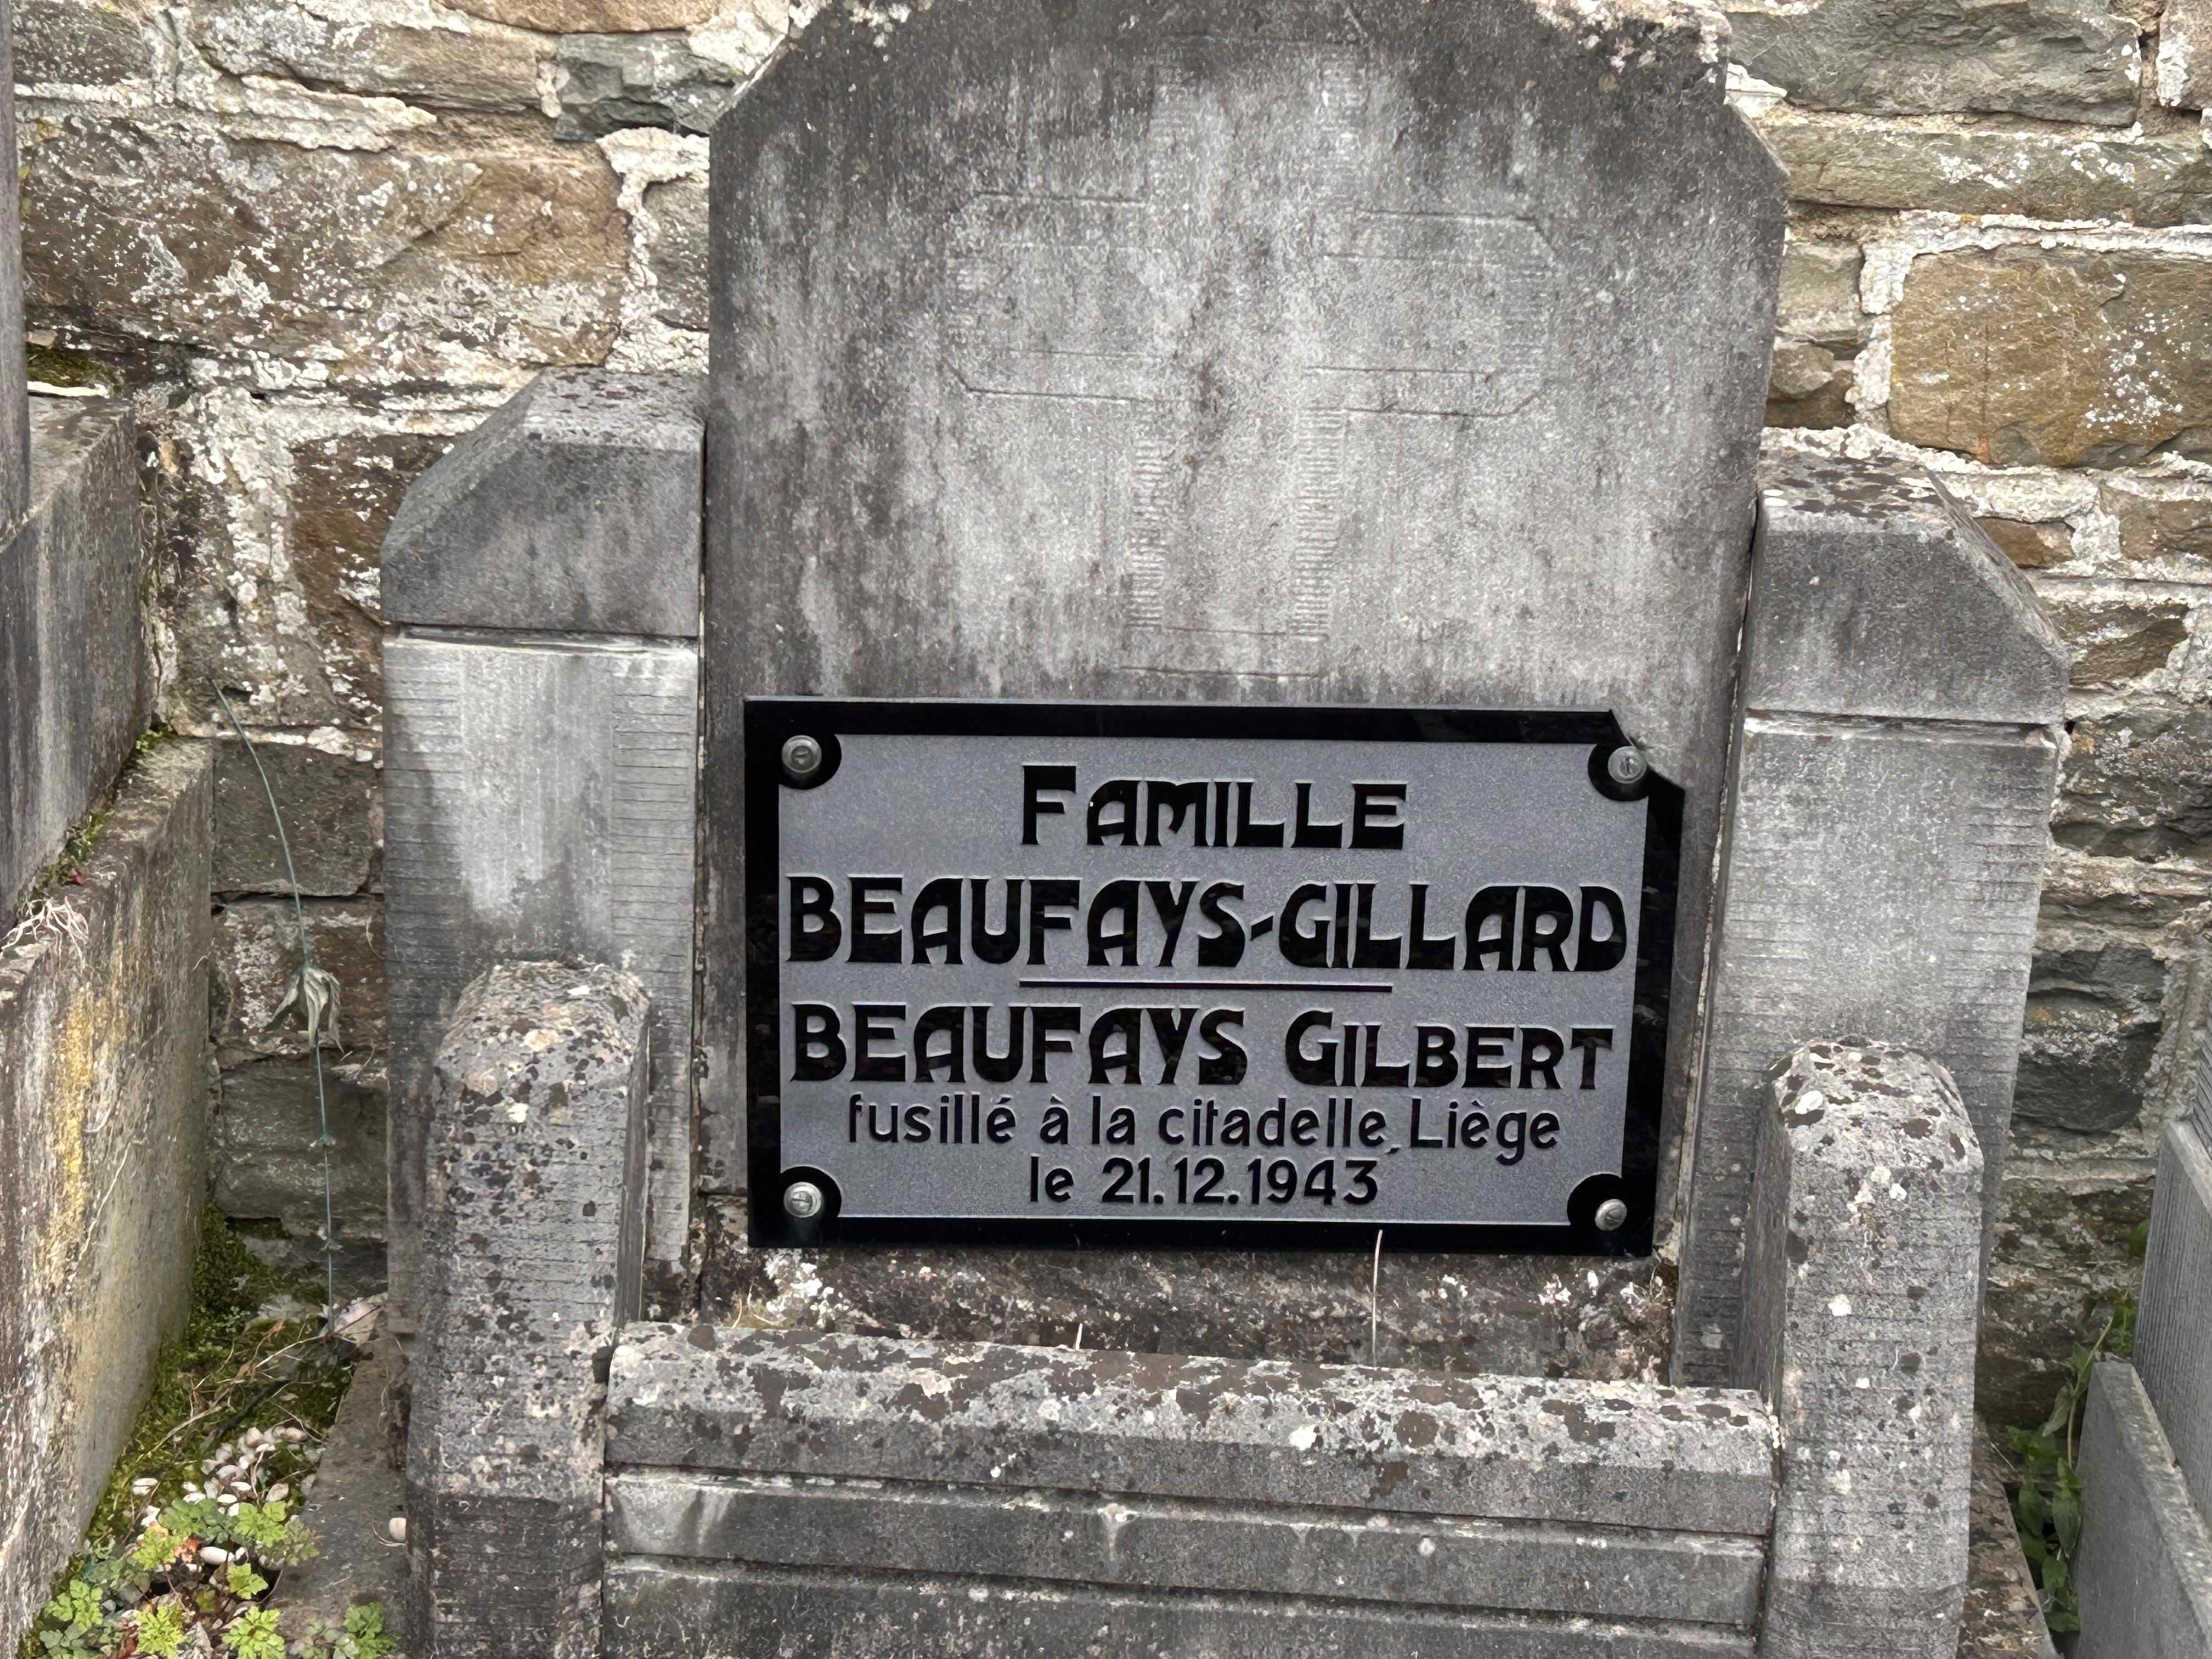 FAMILLE
BEAUFAYS-GILLARD
BEAUFAYS GILBERT
fusillé à la citadelle, Liège
le 21.12.1943